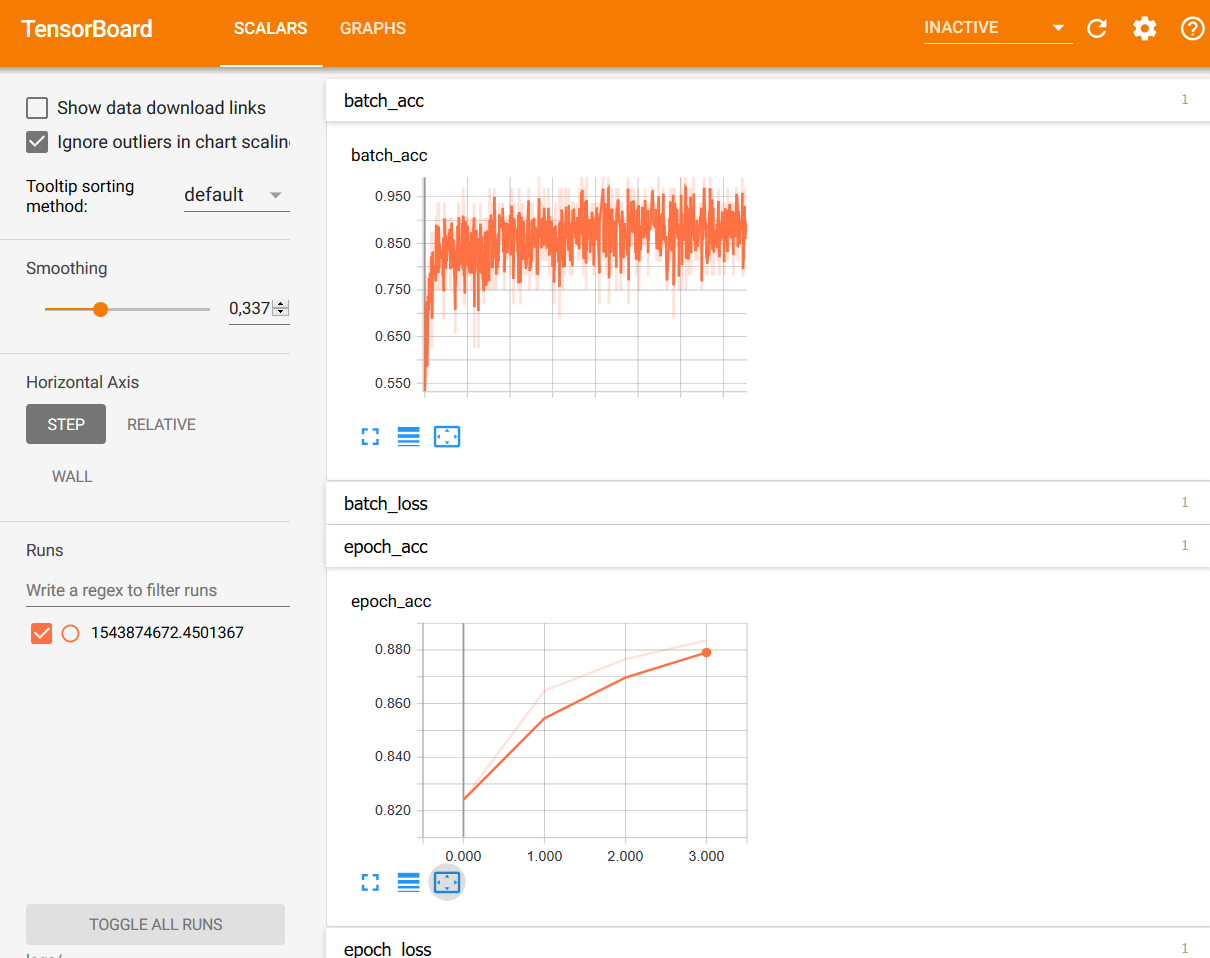 TensorBoard SCALARS GRAPHS INACTIVE
Show data download links
Ignore outliers in chart scalin
Tooltip sorting
method:
default
Smoothing
0,337
Horizontal Axis
STEP RELATIVE
WALL
Runs
Write a regex to filter runs
1543874672.4501367
TOGGLE ALL RUNS
batch_acc 1
batch_acc
0.950
0.850
0.750
0.650
0.550
batch_loss 1
epoch_acc 1
epoch_acc
0.880
0.860
0.840
0.820
0.000 1.000 2.000 3.000
epoch_loss 1